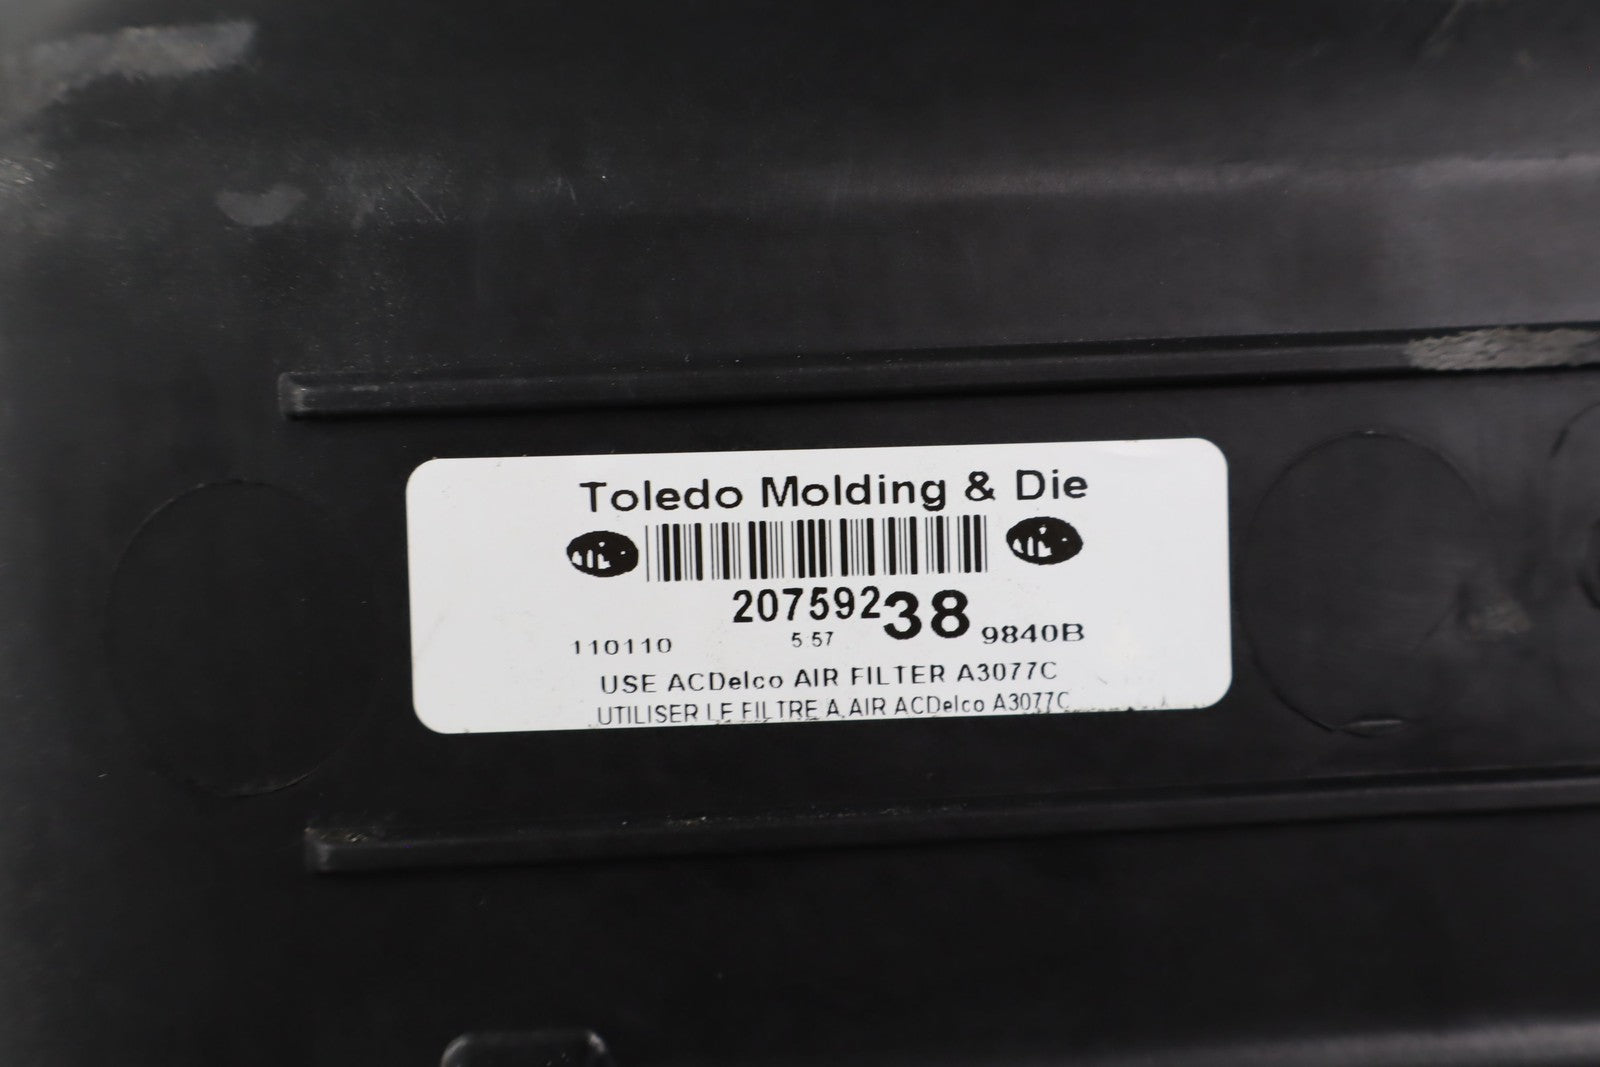 Toledo Molding & Die
20759238
110110 5 57 9840B
USE ACDelco AIR FILTER A3077C
UTILISER LE FILTRE A AIR ACDelco A3077C